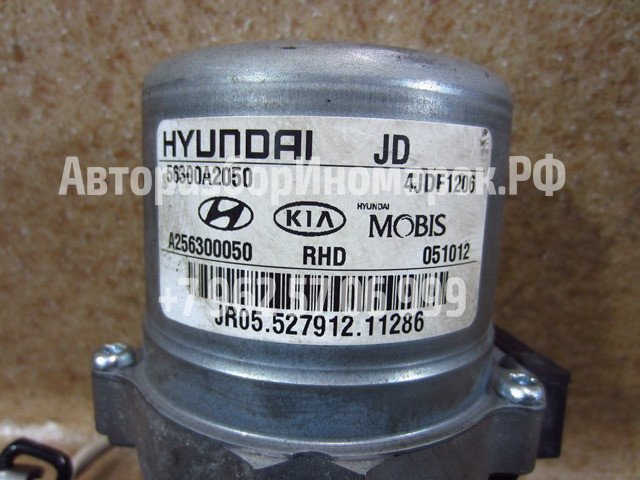 HYUNDAI JD
56300A2050 4JDF1206
АвторазборИномарок.РФ
KIA HYUNDAI MOBIS
A256300050 RHD 051012
JR05.527912.11286